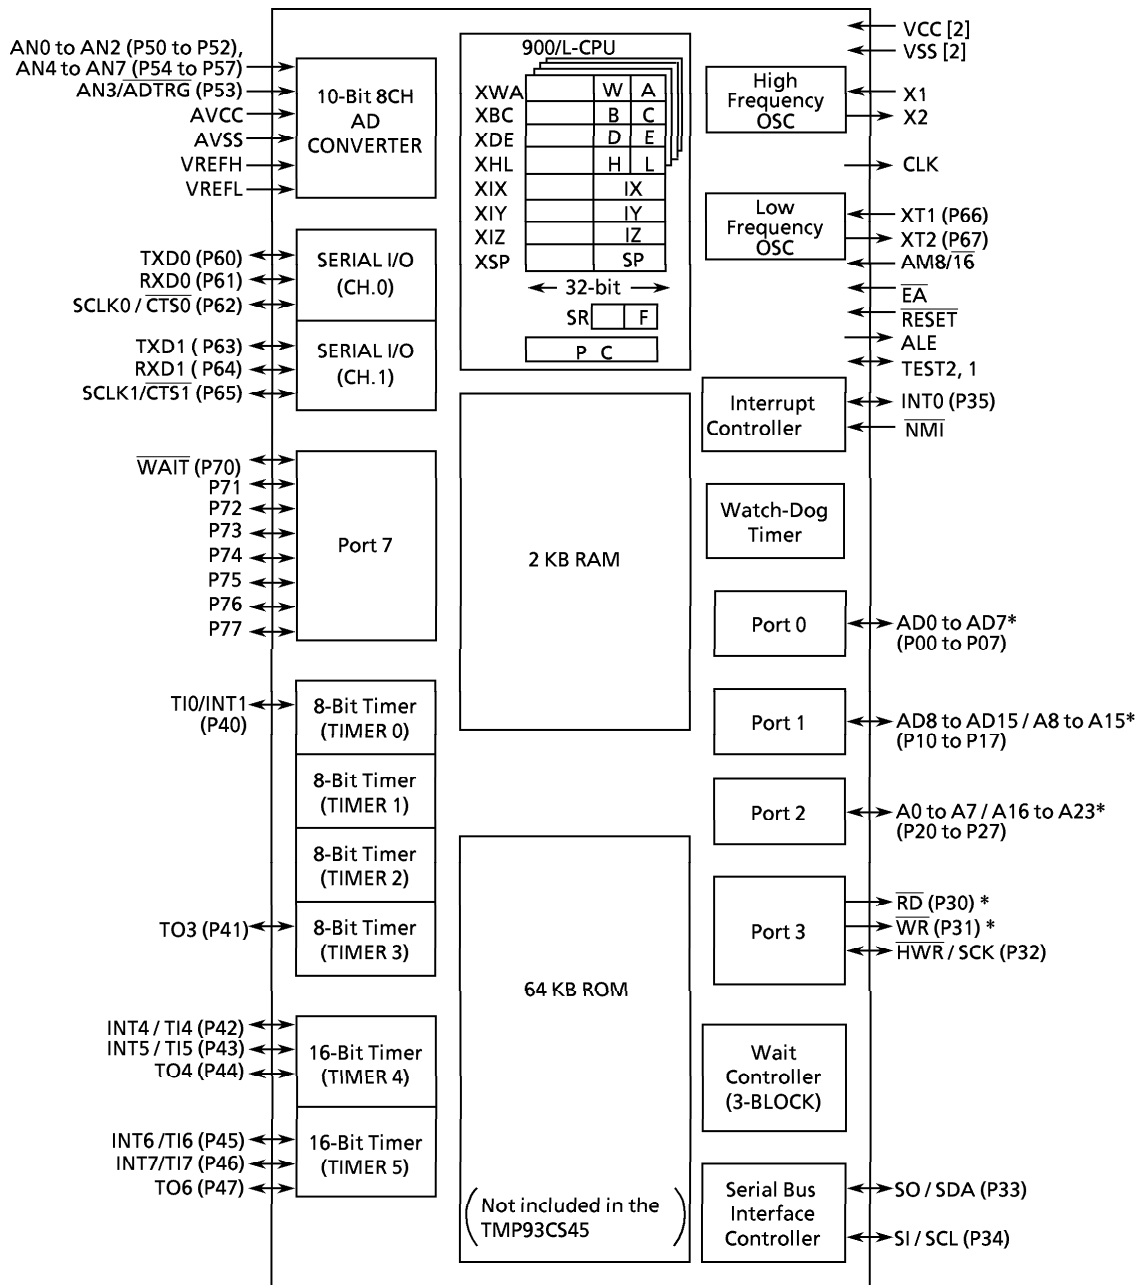 AN0 to AN2 (P50 to P52),
AN4 to AN7 (P54 to P57)
AN3/ADTRG (P53)
AVCC
AVSS
VREFH
VREFL
10-Bit 8CH
AD
CONVERTER
TXD0 (P60)
RXD0 (P61)
SCLK0 / CTS0 (P62)
SERIAL I/O
(CH.0)
TXD1 ( P63)
RXD1 ( P64)
SCLK1/CTS1 (P65)
SERIAL I/O
(CH.1)
WAIT (P70)
P71
P72
P73
P74
P75
P76
P77
Port 7
TI0/INT1
(P40)
8-Bit Timer
(TIMER 0)
8-Bit Timer
(TIMER 1)
8-Bit Timer
(TIMER 2)
TO3 (P41)
8-Bit Timer
(TIMER 3)
INT4 / TI4 (P42)
INT5 / TI5 (P43)
TO4 (P44)
16-Bit Timer
(TIMER 4)
INT6 /TI6 (P45)
INT7/TI7 (P46)
TO6 (P47)
16-Bit Timer
(TIMER 5)
900/L-CPU
XWA W A
XBC B C
XDE D E
XHL H L
XIX IX
XIY IY
XIZ IZ
XSP SP
32-bit
SR F
P C
2 KB RAM
64 KB ROM
(Not included in the
TMP93CS45)
VCC [2]
VSS [2]
High
Frequency
OSC
X1
X2
CLK
Low
Frequency
OSC
XT1 (P66)
XT2 (P67)
AM8/16
EA
RESET
ALE
TEST2, 1
Interrupt
Controller
INT0 (P35)
NMI
Watch-Dog
Timer
Port 0
AD0 to AD7*
(P00 to P07)
Port 1
AD8 to AD15 / A8 to A15*
(P10 to P17)
Port 2
A0 to A7 / A16 to A23*
(P20 to P27)
Port 3
RD (P30) *
WR (P31) *
HWR / SCK (P32)
Wait
Controller
(3-BLOCK)
Serial Bus
Interface
Controller
SO / SDA (P33)
SI / SCL (P34)